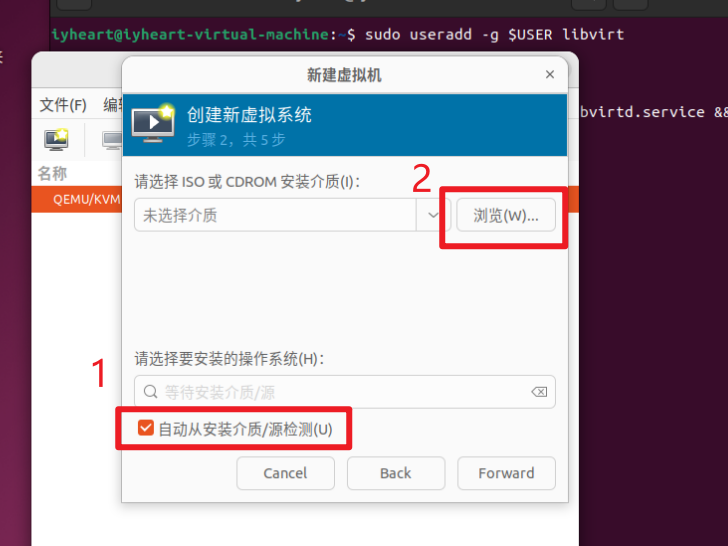 iyheart@iyheart-virtual-machine:~$ sudo useradd -g $USER libvirt
新建虚拟机
文件(F)
创建新虚拟系统
bvirtd.service &&
步骤 2，共 5 步
名称
请选择 ISO 或 CDROM 安装介质(I)：
2
QEMU/KVM
未选择介质
浏览(W)...
请选择要安装的操作系统(H)：
1
等待安装介质/源
自动从安装介质/源检测(U)
Cancel
Back
Forward